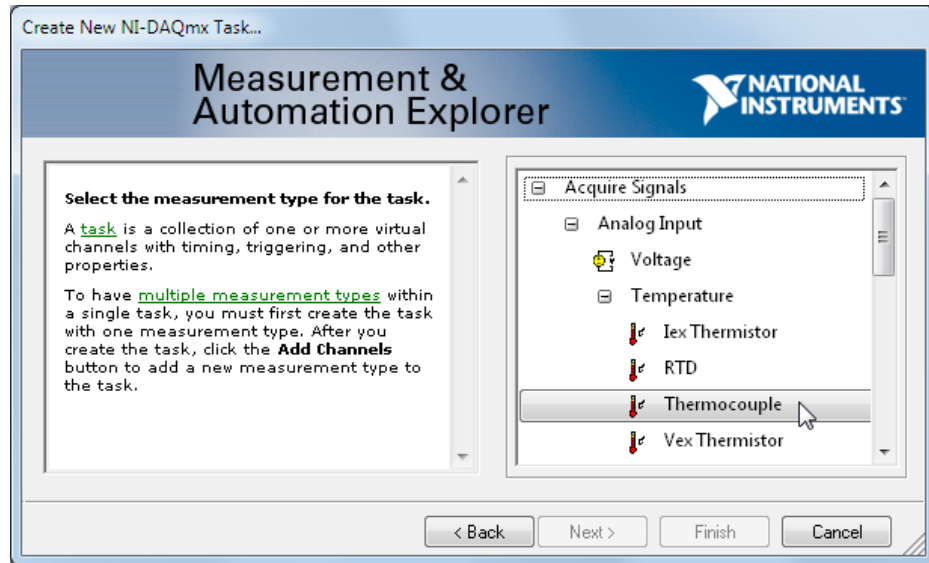 Create New NI-DAQmx Task...
Measurement &
Automation Explorer
NATIONAL
INSTRUMENTS
Select the measurement type for the task.
A task is a collection of one or more virtual
channels with timing, triggering, and other
properties.
To have multiple measurement types within
a single task, you must first create the task
with one measurement type. After you
create the task, click the Add Channels
button to add a new measurement type to
the task.
Acquire Signals
Analog Input
Voltage
Temperature
Iex Thermistor
RTD
Thermocouple
Vex Thermistor
< Back
Next >
Finish
Cancel